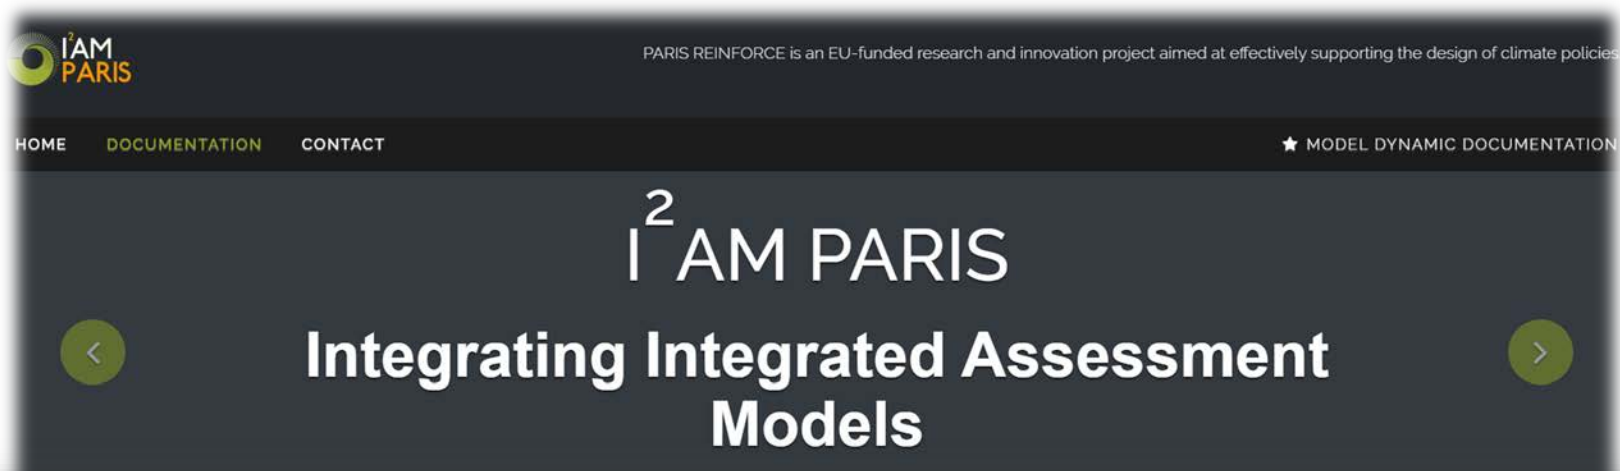 I²AM
PARIS
PARIS REINFORCE is an EU-funded research and innovation project aimed at effectively supporting the design of climate policies
HOME DOCUMENTATION CONTACT ★ MODEL DYNAMIC DOCUMENTATION
I²AM PARIS
Integrating Integrated Assessment
Models